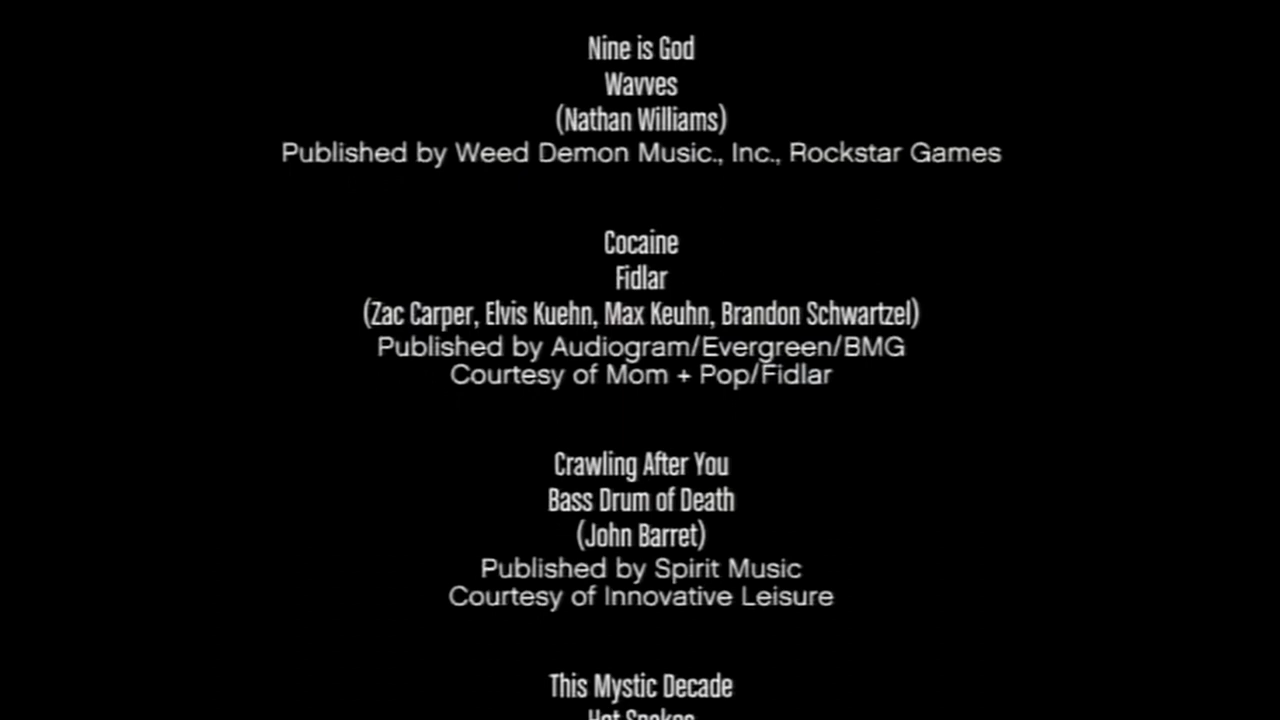 Nine is God
Wavves
(Nathan Williams)
Published by Weed Demon Music., Inc., Rockstar Games
Cocaine
Fidlar
(Zac Carper, Elvis Kuehn, Max Keuhn, Brandon Schwartzel)
Published by Audiogram/Evergreen/BMG
Courtesy of Mom + Pop/Fidlar
Crawling After You
Bass Drum of Death
(John Barret)
Published by Spirit Music
Courtesy of Innovative Leisure
This Mystic Decade
Hot Snakes